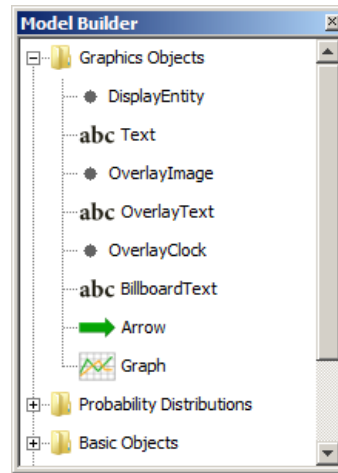 Model Builder
Graphics Objects
DisplayEntity
abc Text
OverlayImage
abc OverlayText
OverlayClock
abc BillboardText
Arrow
Graph
Probability Distributions
Basic Objects